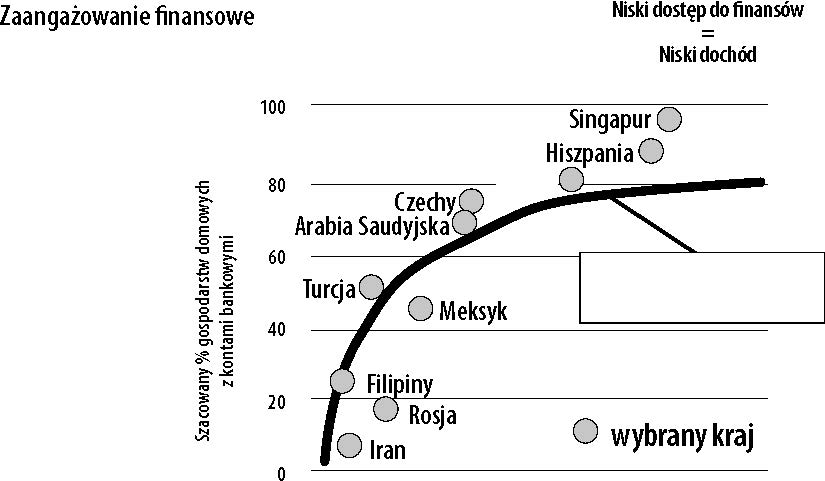 Zaangażowanie finansowe
Niski dostęp do finansów
=
Niski dochód
Szacowany % gospodarstw domowych
z kontami bankowymi
100
80
60
40
20
0
Singapur
Hiszpania
Czechy
Arabia Saudyjska
Turcja
Meksyk
Filipiny
Rosja
Iran
wybrany kraj